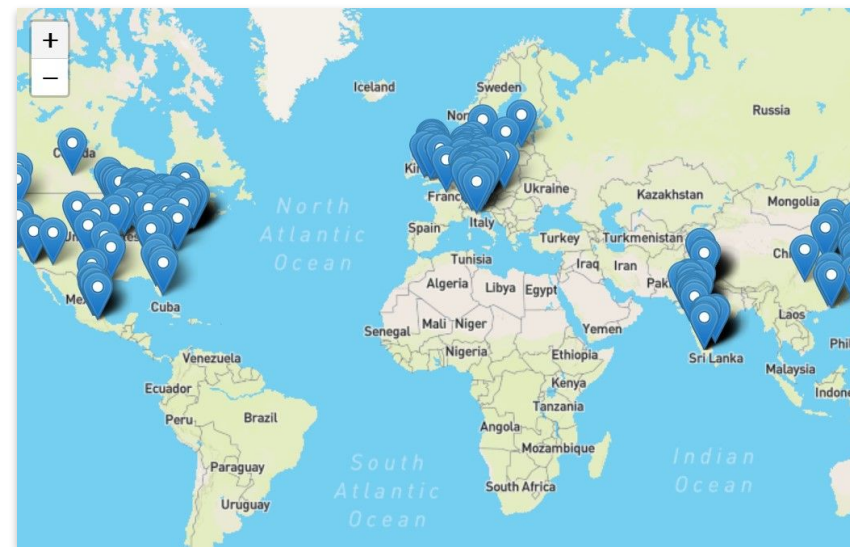 +
−
Iceland
Sweden
Russia
Ukraine
Kazakhstan
Mongolia
North
Atlantic
Ocean
Spain
Italy
Turkey
Turkmenistan
Tunisia
Iraq
Iran
Algeria
Libya
Egypt
Cuba
Laos
Senegal
Mali
Niger
Yemen
Sri Lanka
Venezuela
Nigeria
Ethiopia
Malaysia
Ecuador
Kenya
Peru
Brazil
Tanzania
Angola
Mozambique
Paraguay
South
Atlantic
Ocean
Indian
Ocean
South Africa
Uruguay